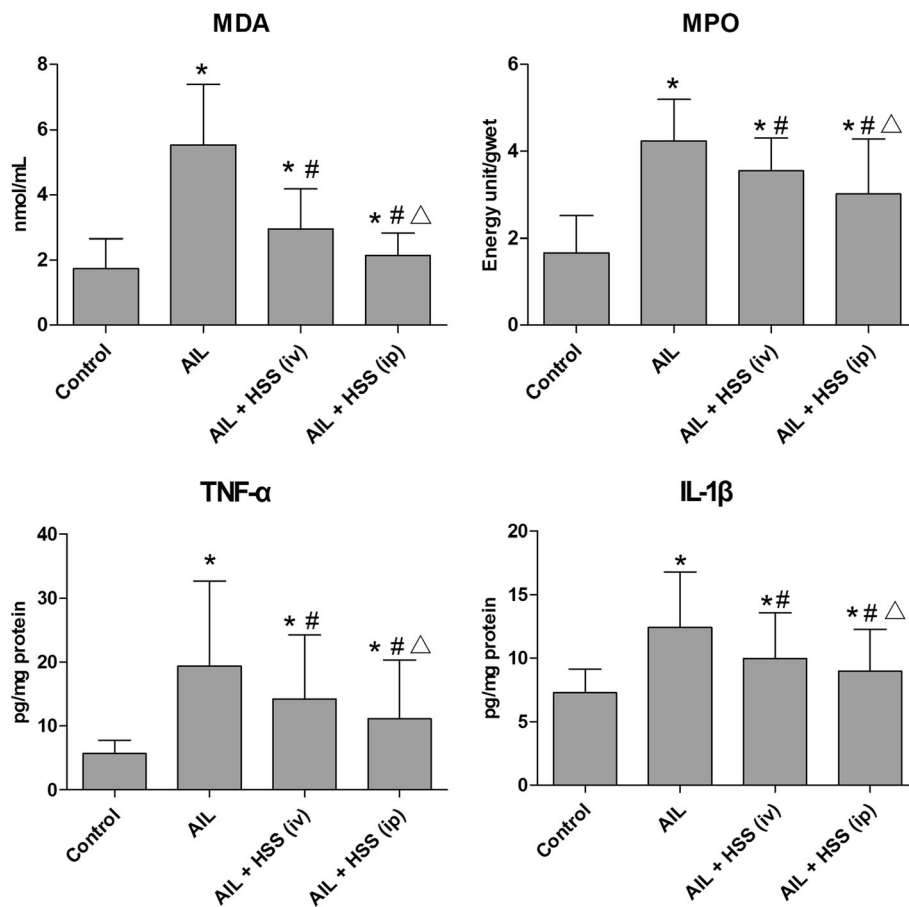 MDA
8
6
4
2
0
nmol/mL
*
* #
* # △
Control
AIL
AIL + HSS (iv)
AIL + HSS (ip)
MPO
6
4
2
0
Energy unit/gwet
*
* #
* # △
Control
AIL
AIL + HSS (iv)
AIL + HSS (ip)
TNF-α
40
30
20
10
0
pg/mg protein
*
* #
* # △
Control
AIL
AIL + HSS (iv)
AIL + HSS (ip)
IL-1β
20
15
10
5
0
pg/mg protein
*
*#
* # △
Control
AIL
AIL + HSS (iv)
AIL + HSS (ip)